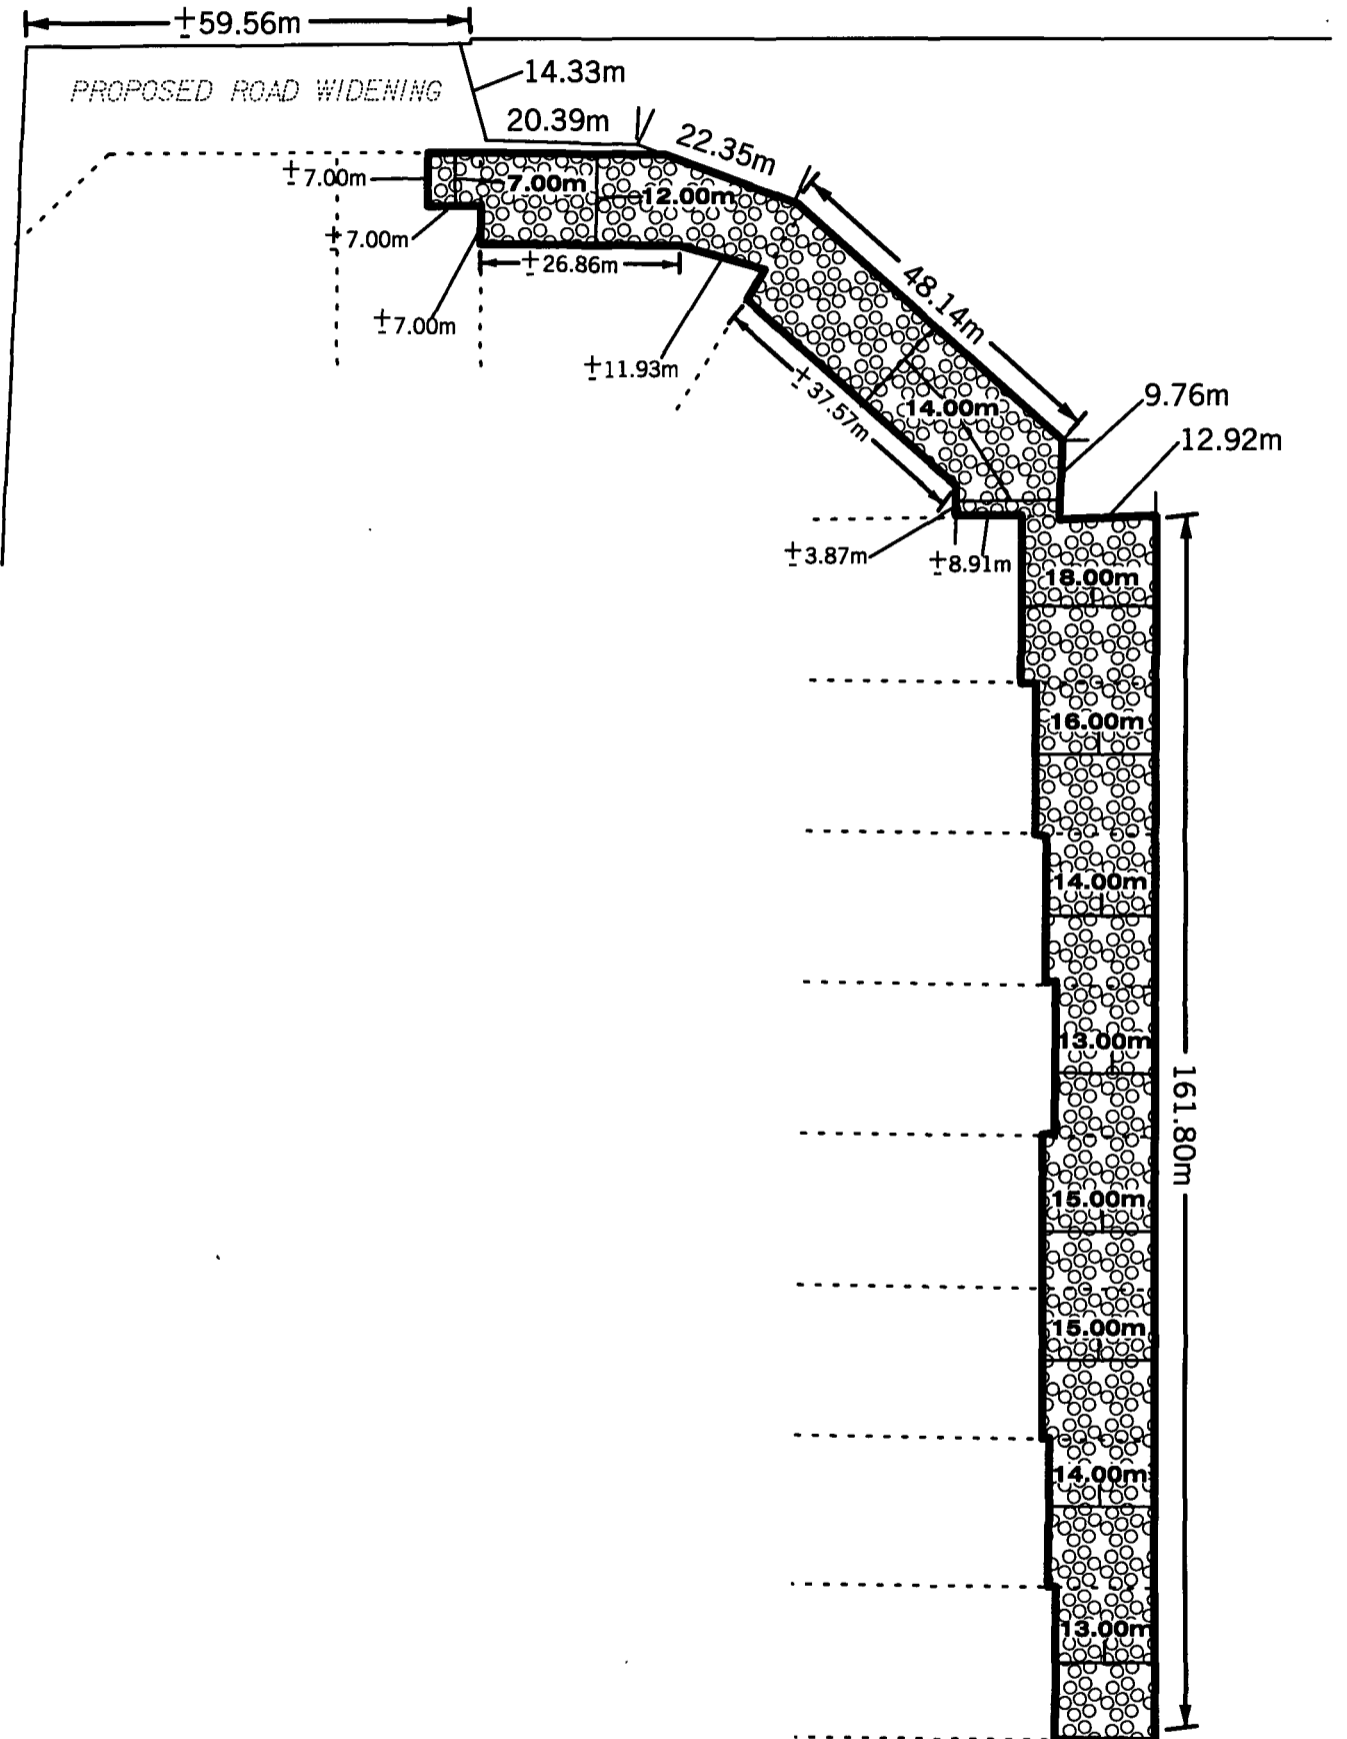 ±59.56m
PROPOSED ROAD WIDENING
14.33m
20.39m
22.35m
±7.00m
7.00m
12.00m
±7.00m
±26.86m
48.14m
±7.00m
±11.93m
±37.57m
14.00m
9.76m
12.92m
±3.87m
±8.91m
18.00m
16.00m
14.00m
13.00m
161.80m
15.00m
15.00m
14.00m
13.00m